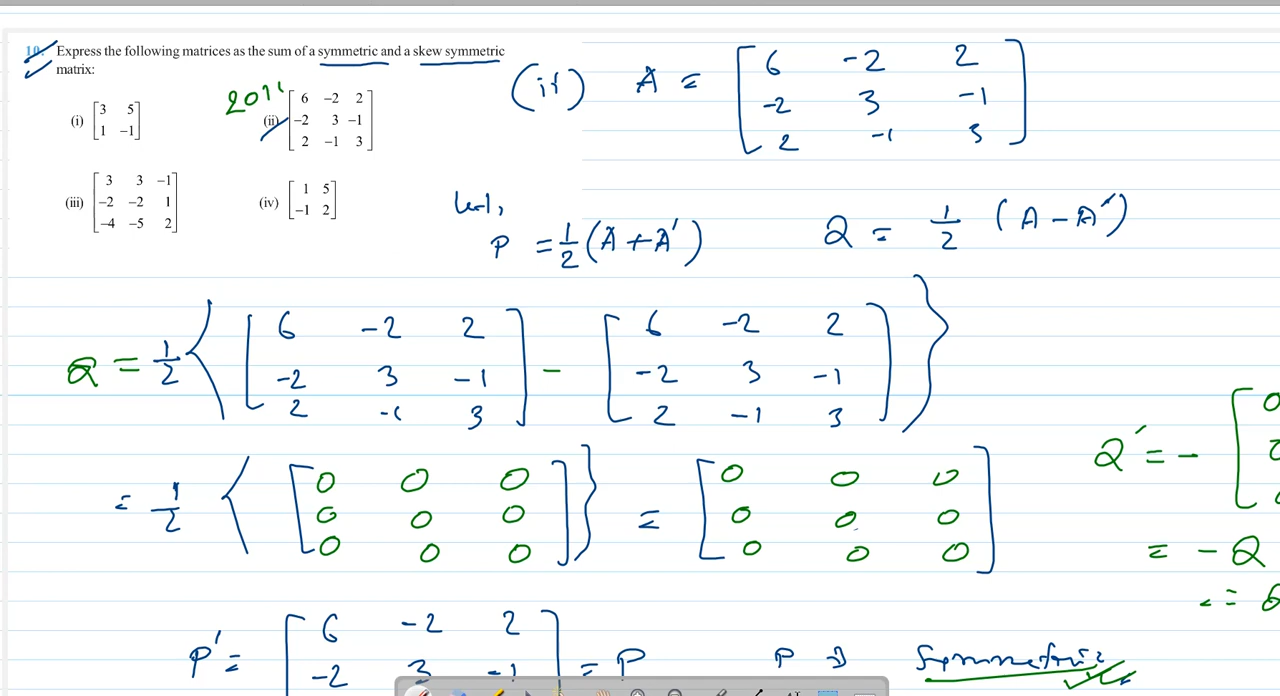 10. Express the following matrices as the sum of a symmetric and a skew symmetric
matrix:
(i) [3 5
1 −1]
2011
(ii) [6 −2 2
−2 3 −1
2 −1 3]
(iii) [3 3 −1
−2 −2 1
−4 −5 2]
(iv) [1 5
−1 2]
(ii) A = [6 -2 2
-2 3 -1
2 -1 3]
Let,
P = 1/2 (A + A') Q = 1/2 (A - A')
Q = 1/2 { [6 -2 2 ] - [6 -2 2 ] }
-2 3 -1 -2 3 -1
2 -1 3 2 -1 3
= 1/2 { [0 0 0 ] } = [0 0 0
0 0 0 0 0 0
0 0 0 0 0 0]
Q' = - [0
= - Q
P' = [6 -2 2
-2 3 -1 ] = P P → Symmetric